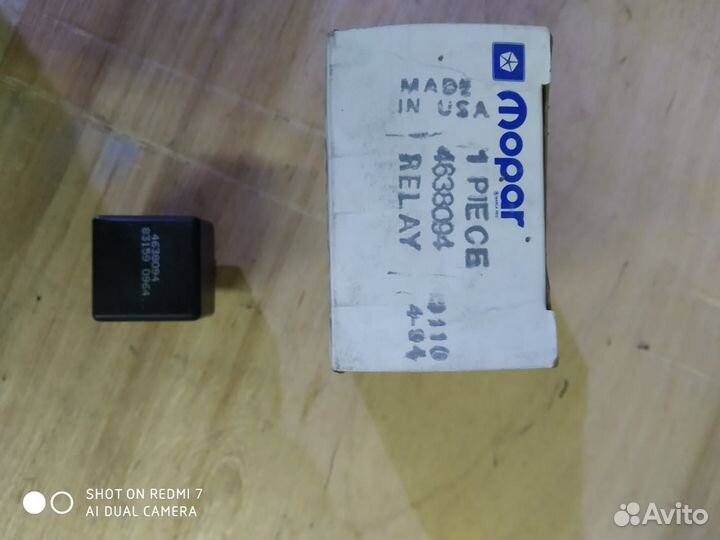 Mopar
MADE
IN USA
1 PIECE
4638094
RELAY
4-94
4638094
83159 0964
SHOT ON REDMI 7
AI DUAL CAMERA
Avito